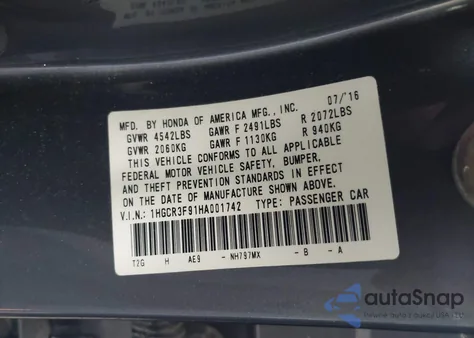 07/'16
MFD. BY HONDA OF AMERICA MFG., INC.
GVWR 4542LBS GAWR F 2491LBS R 2072LBS
GVWR 2060KG GAWR F 1130KG R 940KG
THIS VEHICLE CONFORMS TO ALL APPLICABLE
FEDERAL MOTOR VEHICLE SAFETY, BUMPER,
AND THEFT PREVENTION STANDARDS IN EFFECT
ON THE DATE OF MANUFACTURE SHOWN ABOVE.
V.I.N.: 1HGCR3F91HA001742 TYPE: PASSENGER CAR
T2G H AE9 - NH797MX - B - A
autoSnap